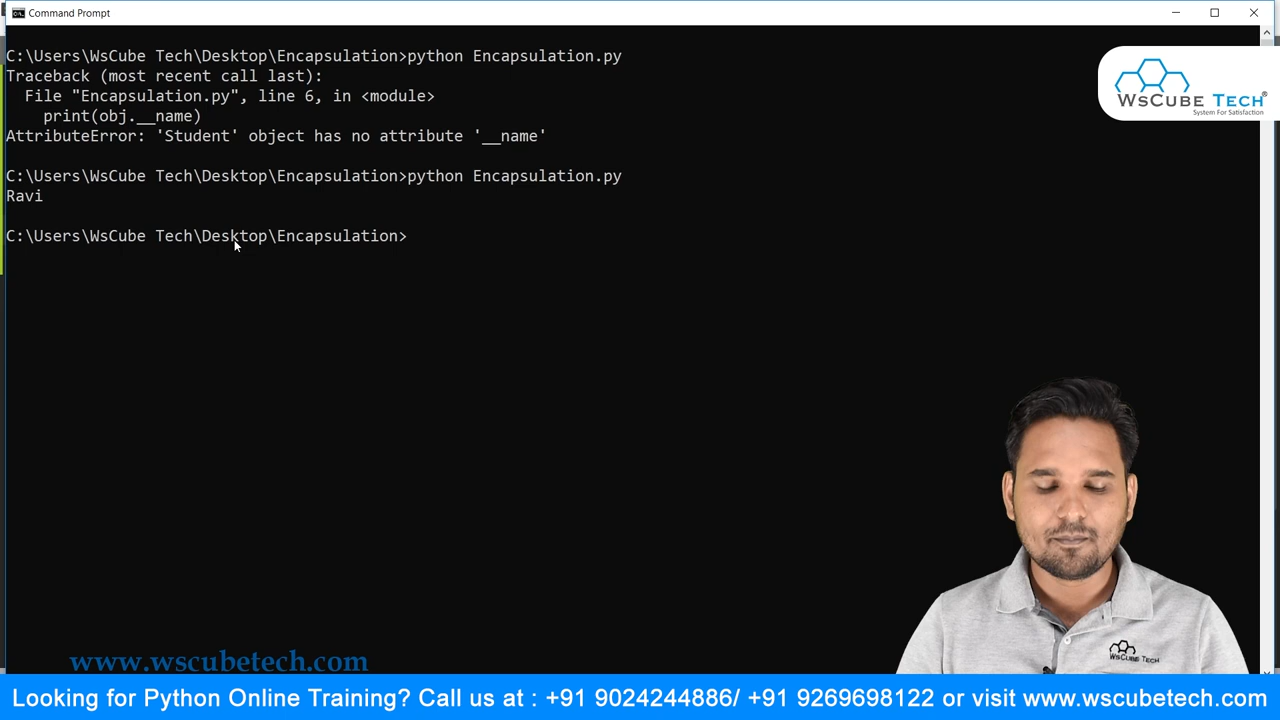 Command Prompt
C:\Users\WsCube Tech\Desktop\Encapsulation>python Encapsulation.py
Traceback (most recent call last):
File "Encapsulation.py", line 6, in <module>
print(obj.__name)
AttributeError: 'Student' object has no attribute '__name'
C:\Users\WsCube Tech\Desktop\Encapsulation>python Encapsulation.py
Ravi
C:\Users\WsCube Tech\Desktop\Encapsulation>
WsCube Tech®
System For Satisfaction
WsCube Tech
www.wscubetech.com
Looking for Python Online Training? Call us at : +91 9024244886/ +91 9269698122 or visit www.wscubetech.com